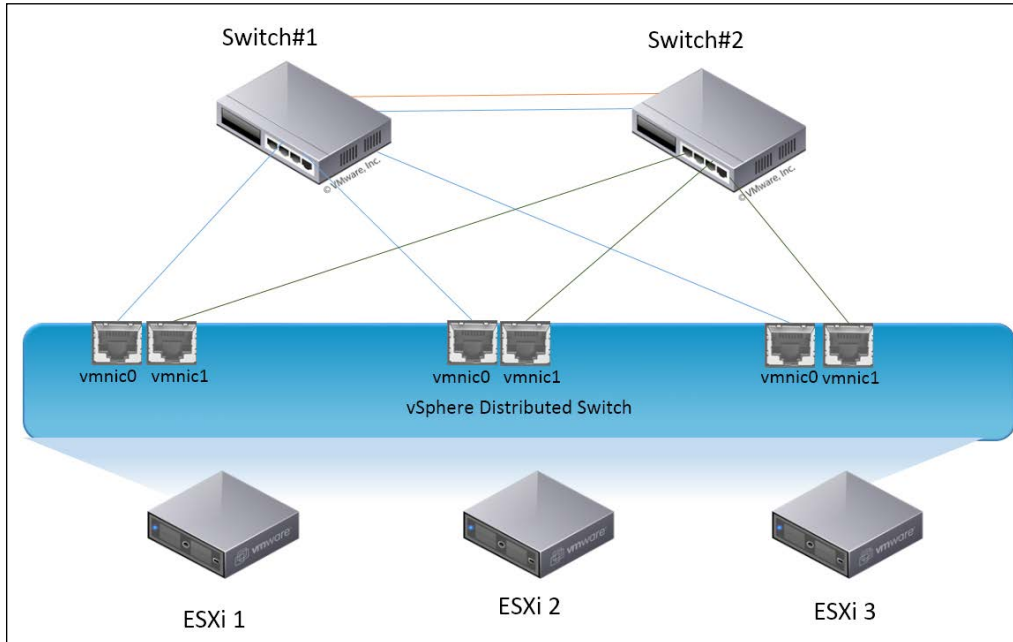 Switch#1
Switch#2
© VMware, Inc.
© VMware, Inc.
vmnic0
vmnic1
vmnic0
vmnic1
vmnic0
vmnic1
vSphere Distributed Switch
vmware
vmware
vmware
ESXi 1
ESXi 2
ESXi 3